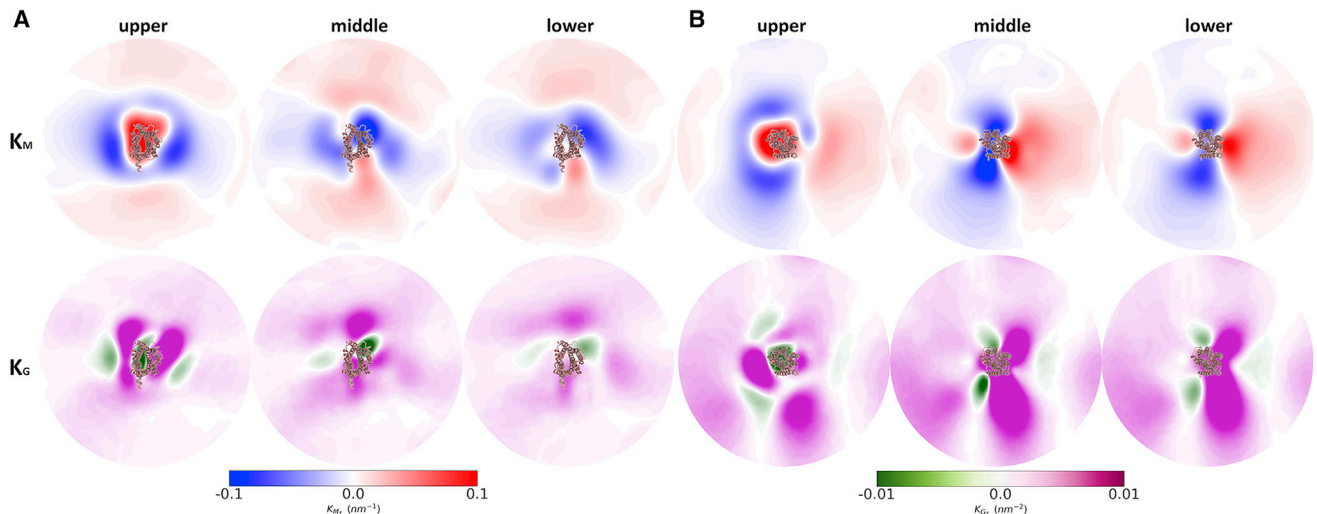 A
upper middle lower
B
upper middle lower
KM
KG
-0.1 0.0 0.1
KM, (nm⁻¹)
-0.01 0.0 0.01
KG, (nm⁻²)